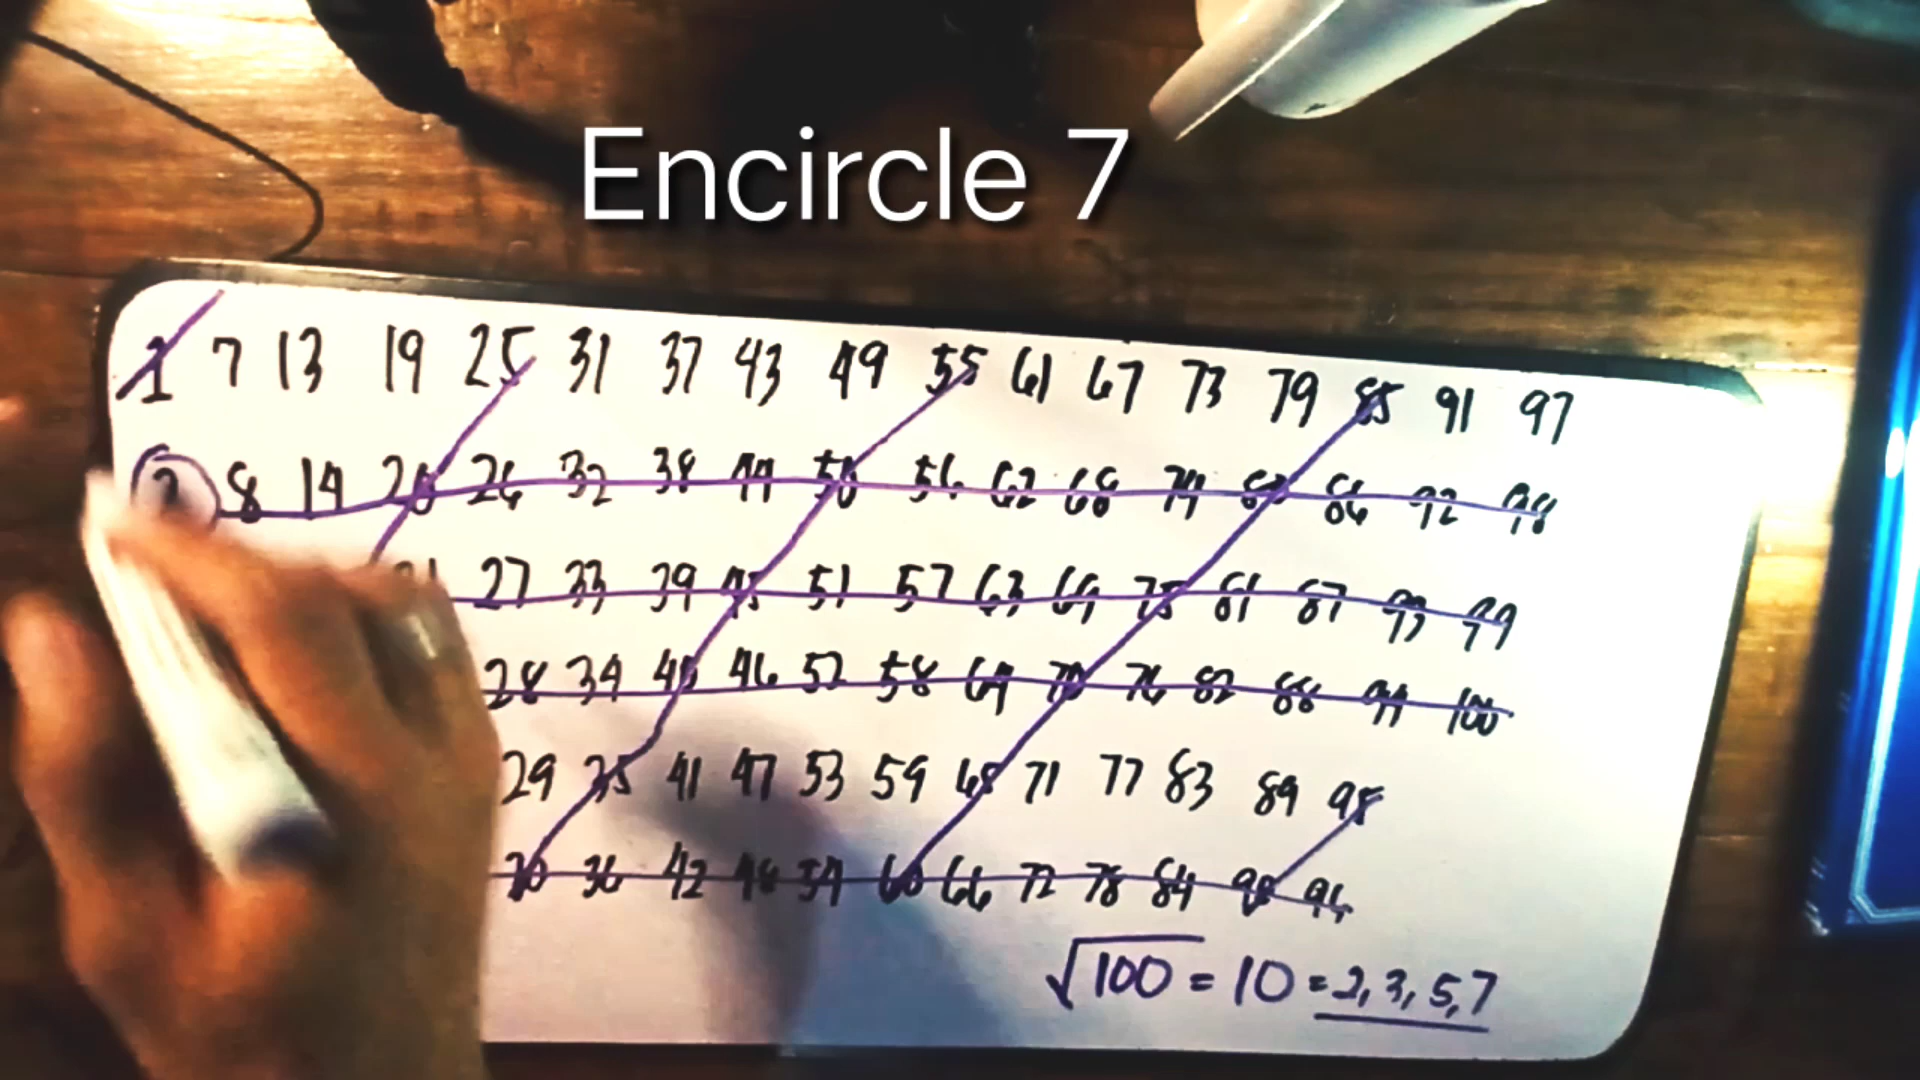 Encircle 7
1 7 13 19 25 31 37 43 49 55 61 67 73 79 85 91 97
2 8 14 20 26 32 38 44 50 56 62 68 74 80 86 92 98
27 33 39 45 51 57 63 69 75 81 87 93 99
28 34 40 46 52 58 64 70 76 82 88 94 100
29 35 41 47 53 59 65 71 77 83 89 95
30 36 42 48 54 60 66 72 78 84 90 96
√100 = 10 = 2, 3, 5, 7